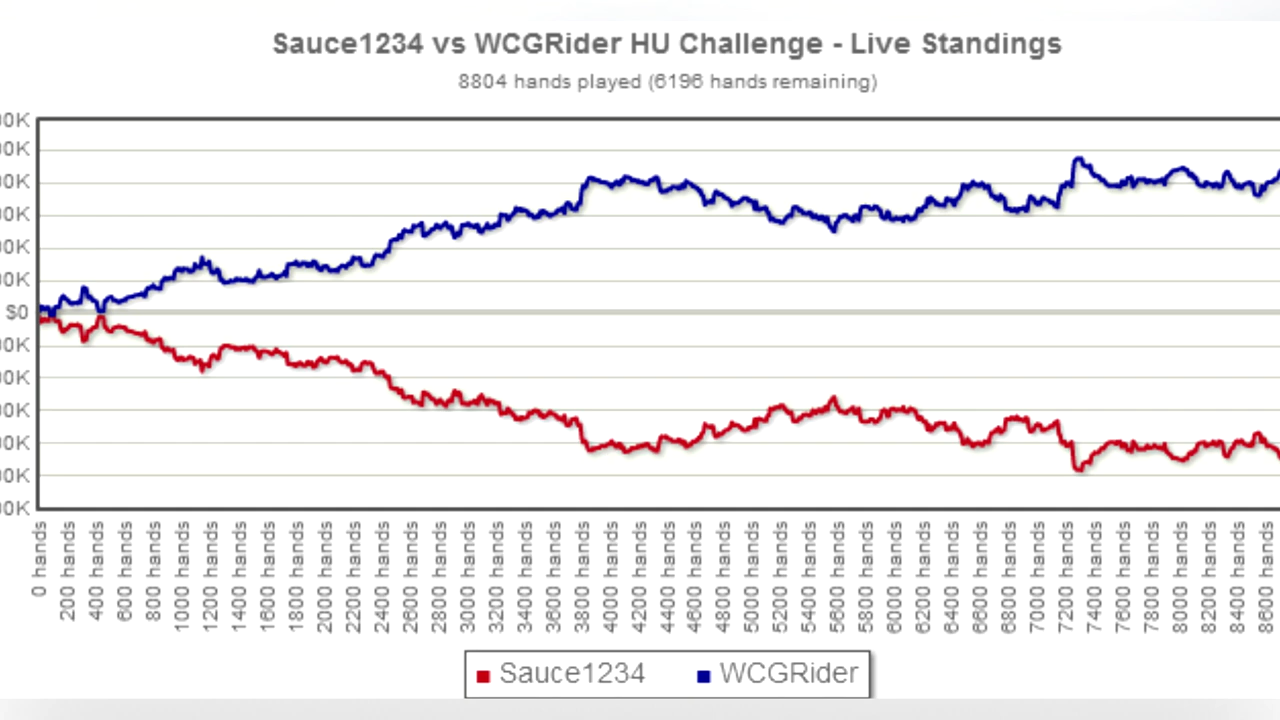 Sauce1234 vs WCGRider HU Challenge - Live Standings
8804 hands played (6196 hands remaining)
$0
0 hands
200 hands
400 hands
600 hands
800 hands
1000 hands
1200 hands
1400 hands
1600 hands
1800 hands
2000 hands
2200 hands
2400 hands
2600 hands
2800 hands
3000 hands
3200 hands
3400 hands
3600 hands
3800 hands
4000 hands
4200 hands
4400 hands
4600 hands
4800 hands
5000 hands
5200 hands
5400 hands
5600 hands
5800 hands
6000 hands
6200 hands
6400 hands
6600 hands
6800 hands
7000 hands
7200 hands
7400 hands
7600 hands
7800 hands
8000 hands
8200 hands
8400 hands
8600 hands
Sauce1234
WCGRider